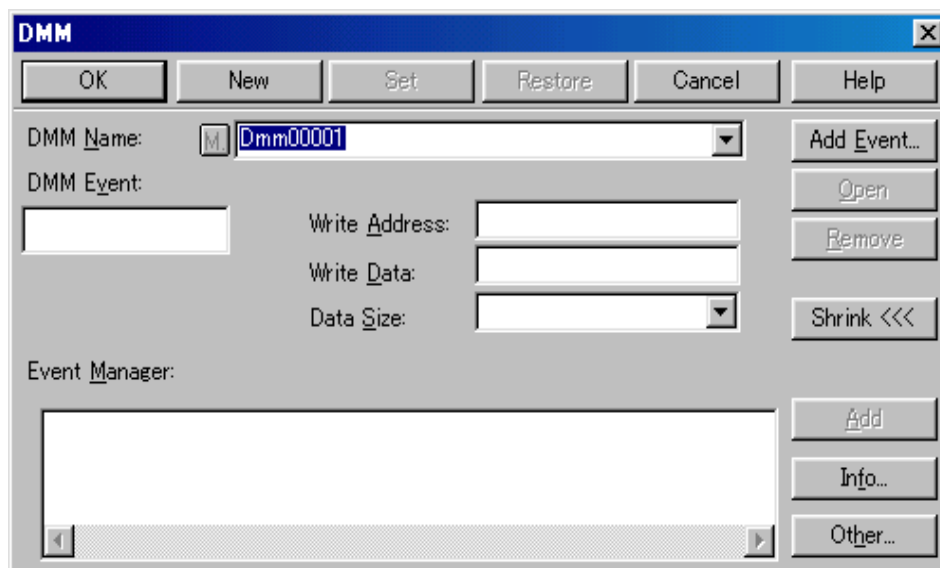 DMM
OK New Set Restore Cancel Help
DMM Name: M. Dmm00001 Add Event...
DMM Event: Open
Write Address: Remove
Write Data:
Data Size: Shrink <<<
Event Manager:
Add
Info...
Other...